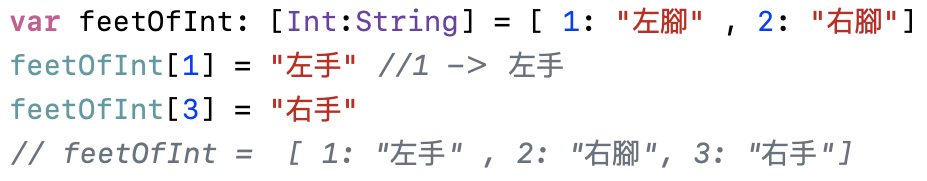 var feetOfInt: [Int:String] = [ 1: "左腳" , 2: "右腳"]
feetOfInt[1] = "左手" //1 -> 左手
feetOfInt[3] = "右手"
// feetOfInt =  [ 1: "左手" , 2: "右腳", 3: "右手"]